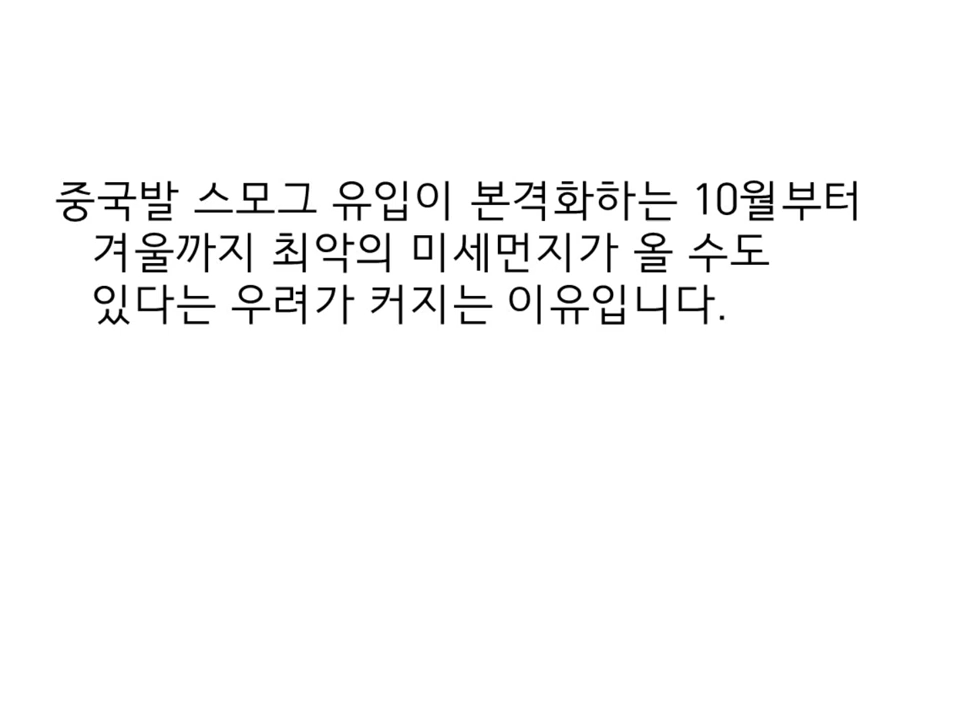 중국발 스모그 유입이 본격화하는 10월부터
겨울까지 최악의 미세먼지가 올 수도
있다는 우려가 커지는 이유입니다.